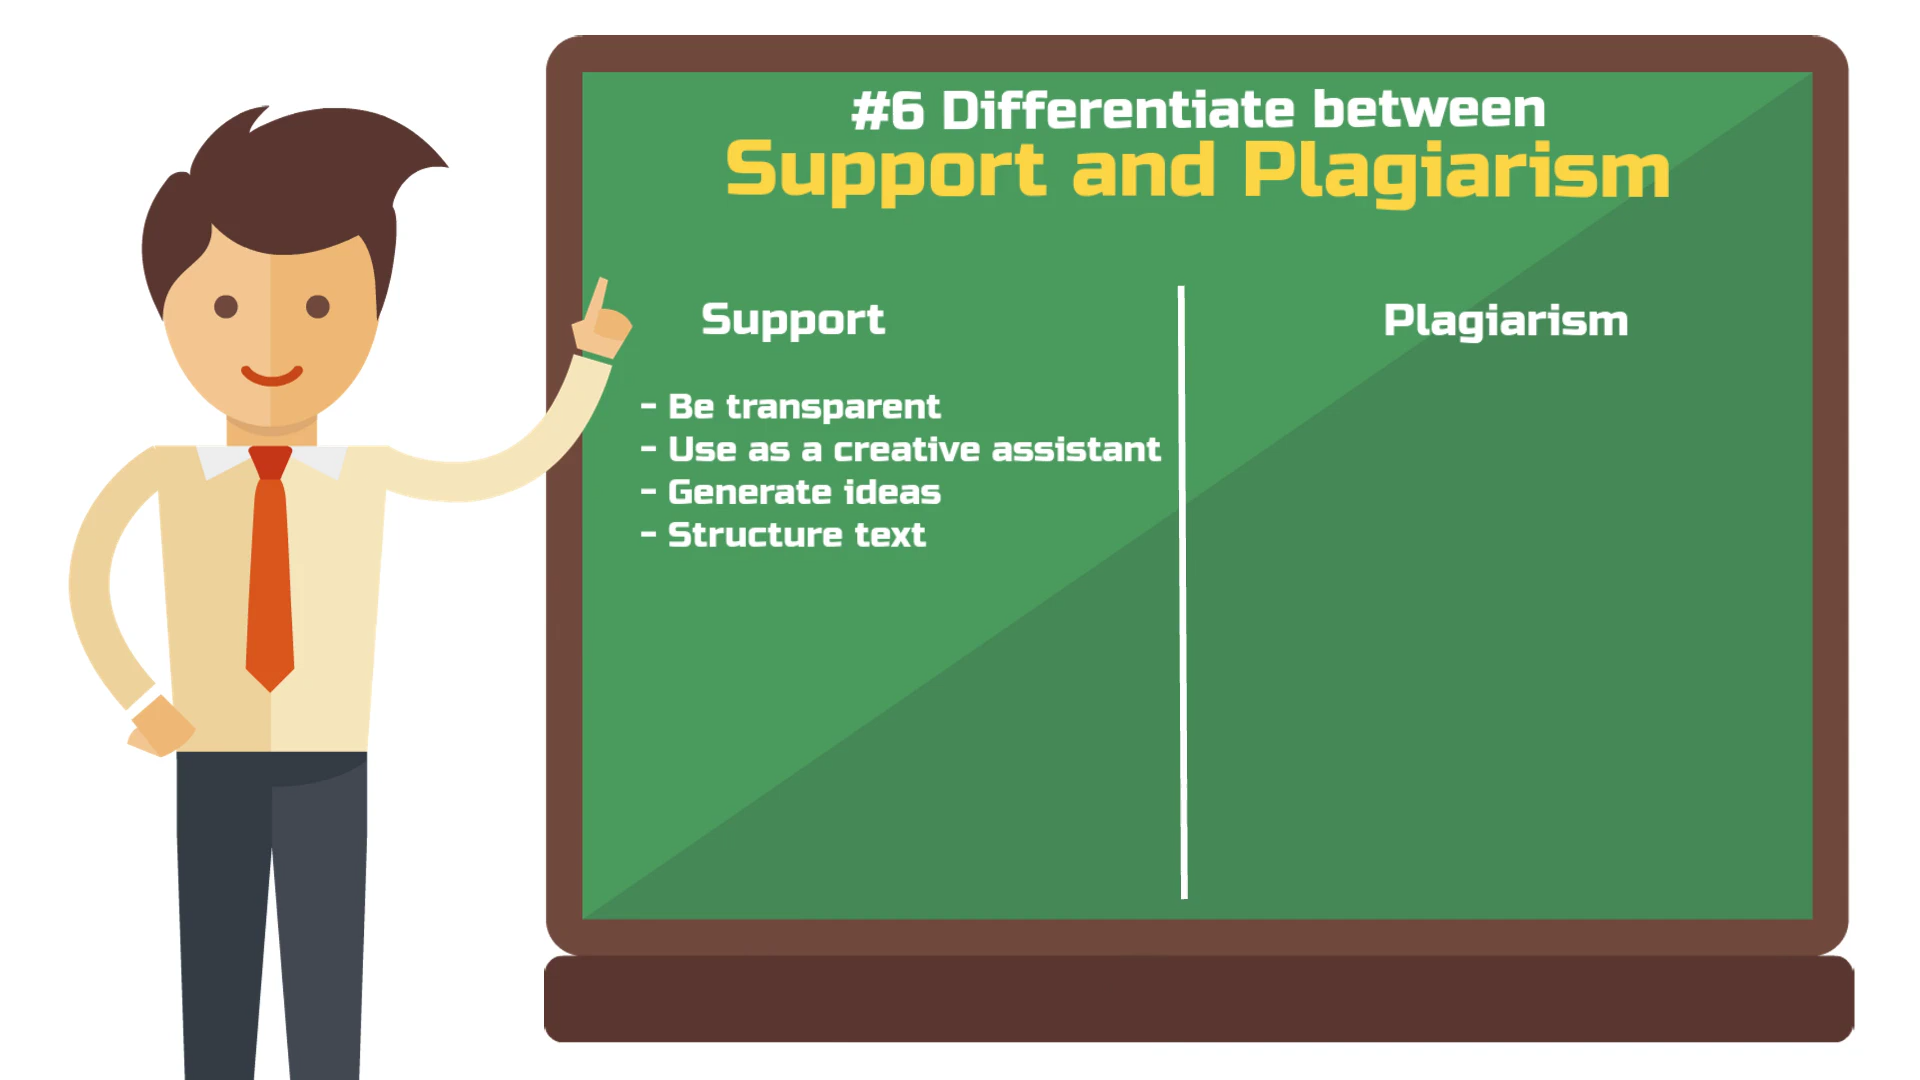 #6 Differentiate between
Support and Plagiarism
Support
- Be transparent
- Use as a creative assistant
- Generate ideas
- Structure text
Plagiarism